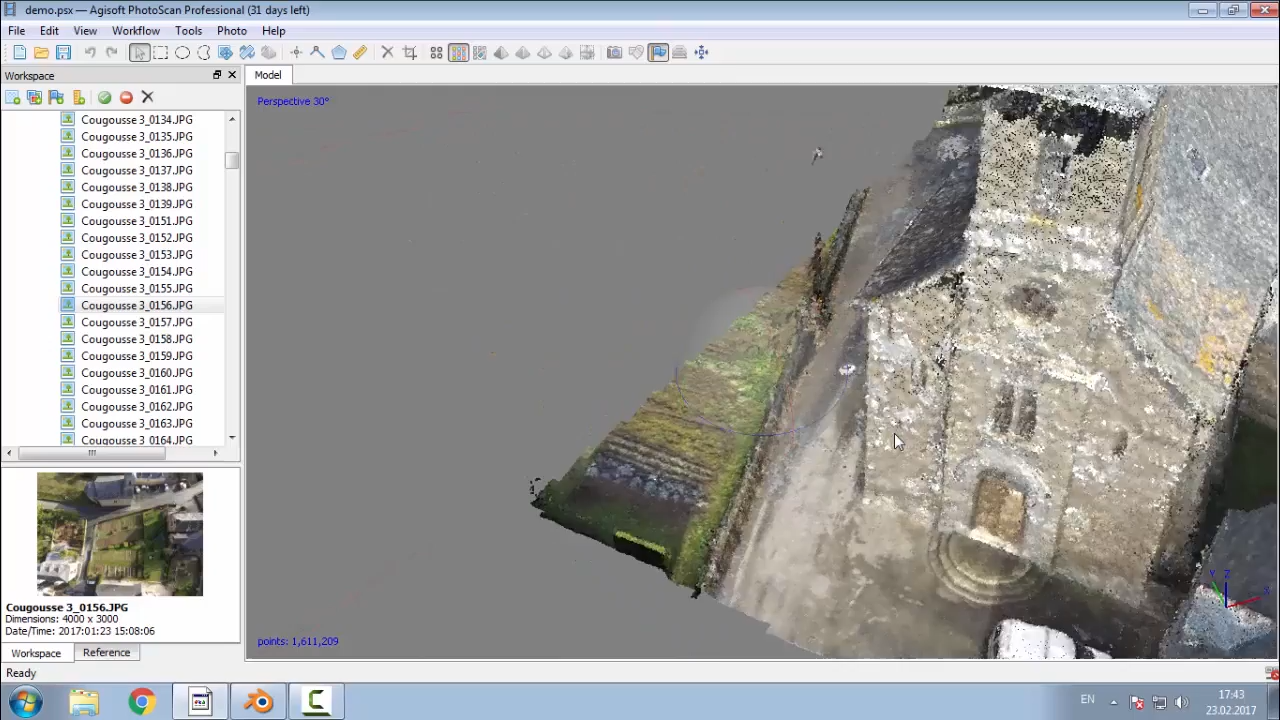 demo.psx — Agisoft PhotoScan Professional (31 days left)
File Edit View Workflow Tools Photo Help
Workspace
Model
Perspective 30°
Cougousse 3_0134.JPG
Cougousse 3_0135.JPG
Cougousse 3_0136.JPG
Cougousse 3_0137.JPG
Cougousse 3_0138.JPG
Cougousse 3_0139.JPG
Cougousse 3_0151.JPG
Cougousse 3_0152.JPG
Cougousse 3_0153.JPG
Cougousse 3_0154.JPG
Cougousse 3_0155.JPG
Cougousse 3_0156.JPG
Cougousse 3_0157.JPG
Cougousse 3_0158.JPG
Cougousse 3_0159.JPG
Cougousse 3_0160.JPG
Cougousse 3_0161.JPG
Cougousse 3_0162.JPG
Cougousse 3_0163.JPG
Cougousse 3_0164.JPG
Cougousse 3_0156.JPG
Dimensions: 4000 x 3000
Date/Time: 2017:01:23 15:08:06
Workspace Reference
points: 1,611,209
Y Z X
Ready
EN
17:43
23.02.2017